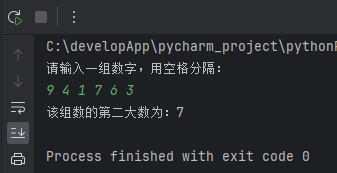 C:\developApp\pycharm_project\python
请输入一组数字，用空格分隔：
9 4 1 7 6 3
该组数的第二大数为：7
Process finished with exit code 0